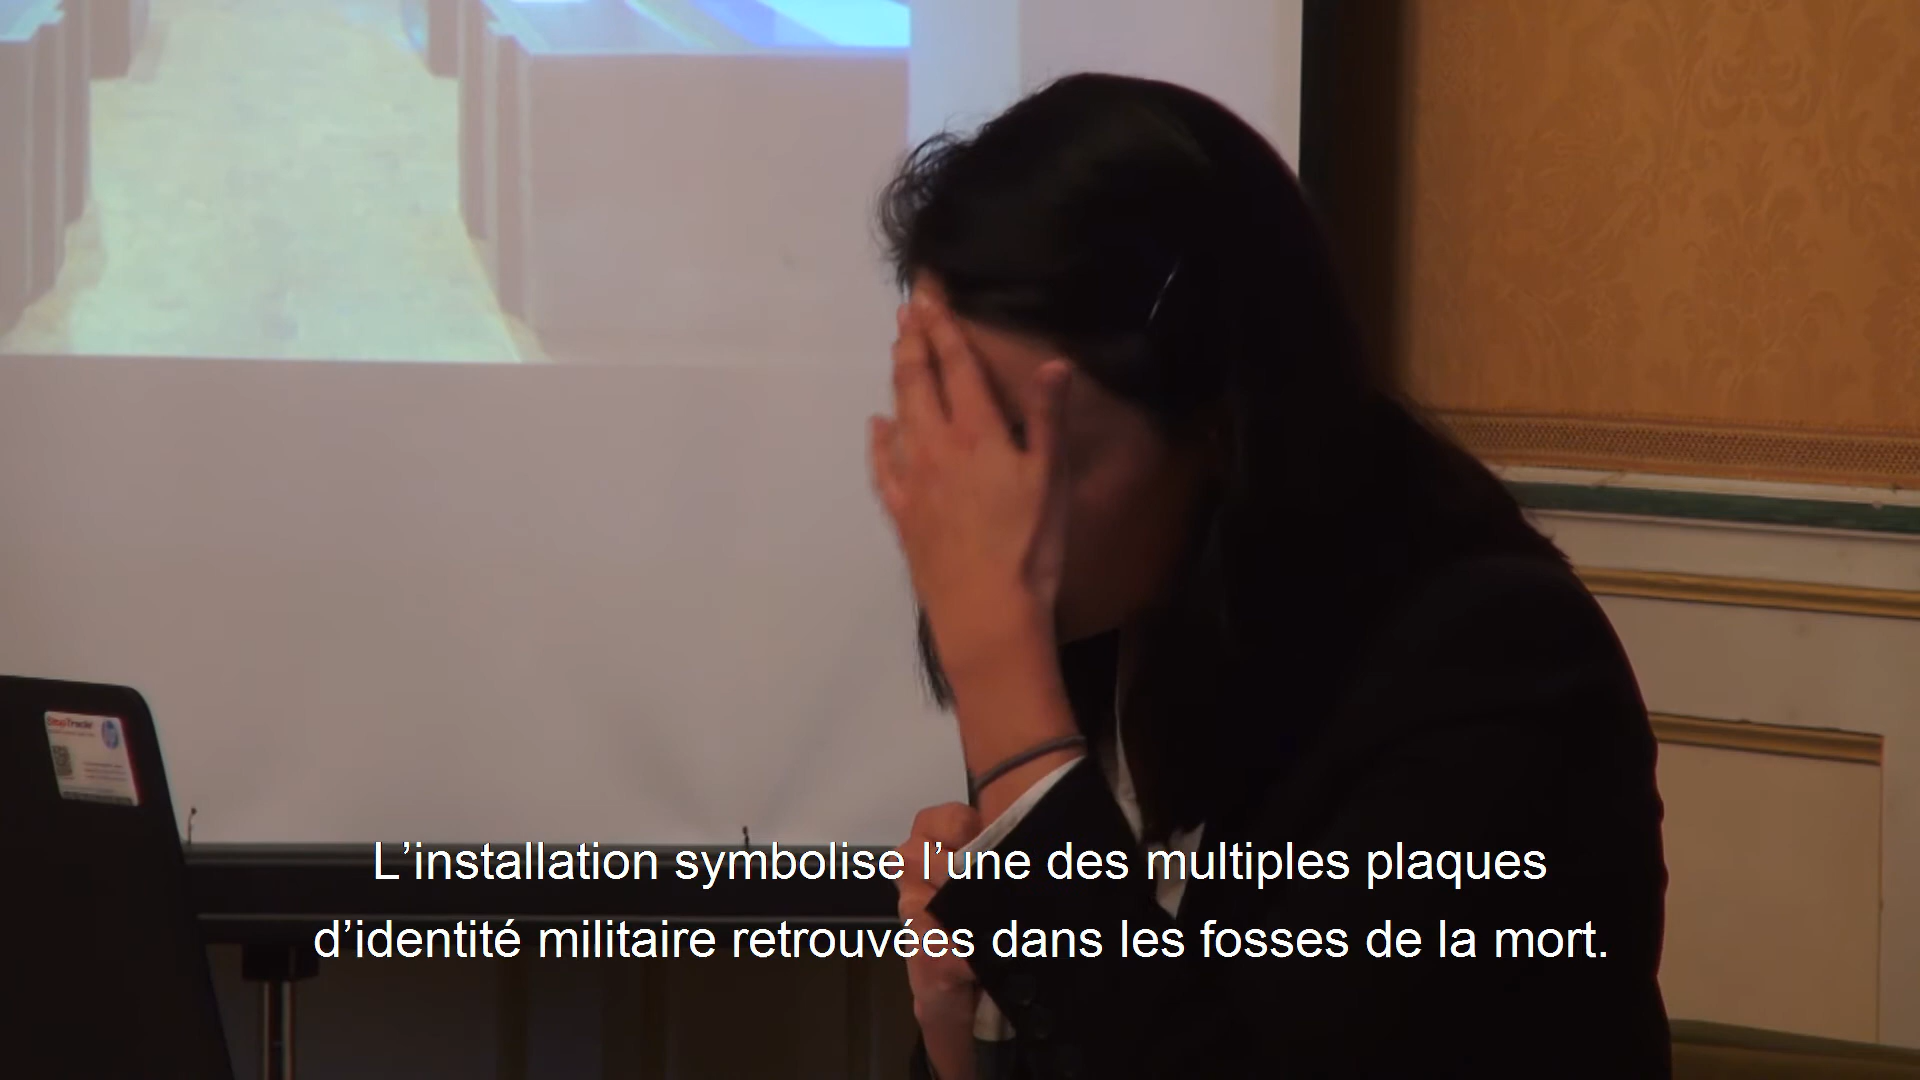 L’installation symbolise l’une des multiples plaques
d’identité militaire retrouvées dans les fosses de la mort.